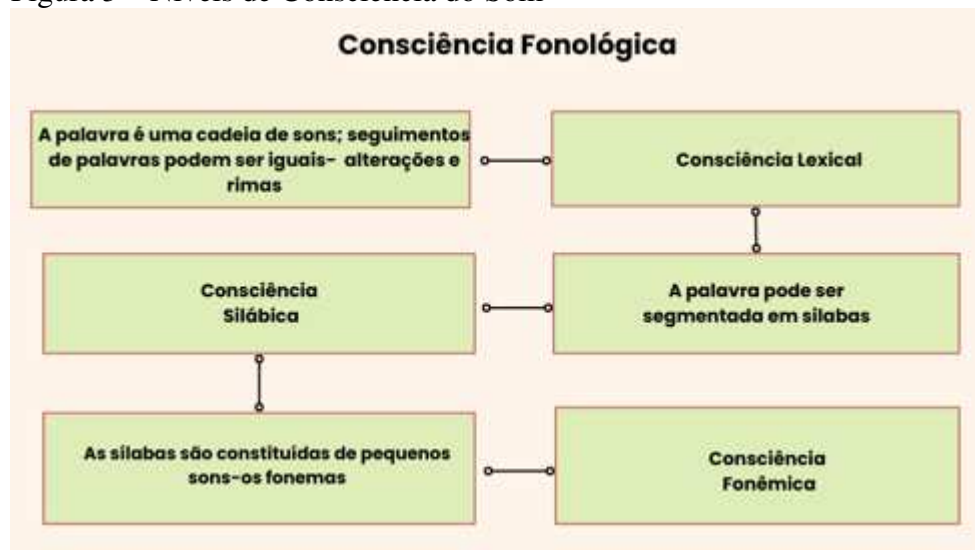 Figura 3 – Níveis de Consciência do Som
Consciência Fonológica
A palavra é uma cadeia de sons; seguimentos
de palavras podem ser iguais- alterações e
rimas
Consciência Lexical
Consciência
Silábica
A palavra pode ser
segmentada em sílabas
As sílabas são constituídas de pequenos
sons-os fonemas
Consciência
Fonêmica